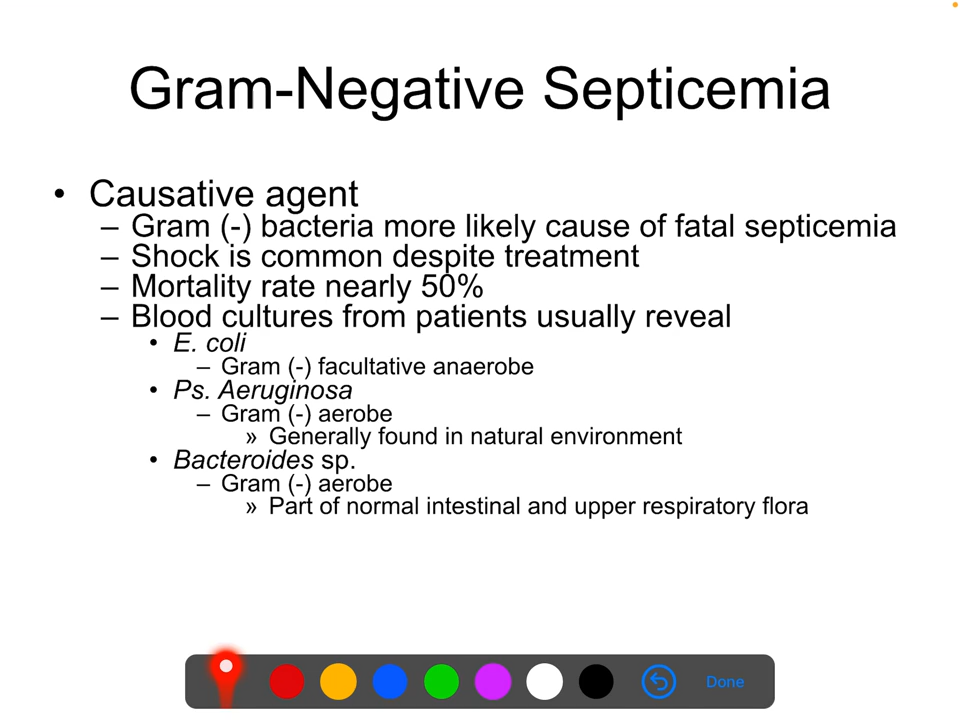 Gram-Negative Septicemia
• Causative agent
– Gram (-) bacteria more likely cause of fatal septicemia
– Shock is common despite treatment
– Mortality rate nearly 50%
– Blood cultures from patients usually reveal
• E. coli
– Gram (-) facultative anaerobe
• Ps. Aeruginosa
– Gram (-) aerobe
» Generally found in natural environment
• Bacteroides sp.
– Gram (-) aerobe
» Part of normal intestinal and upper respiratory flora
Done